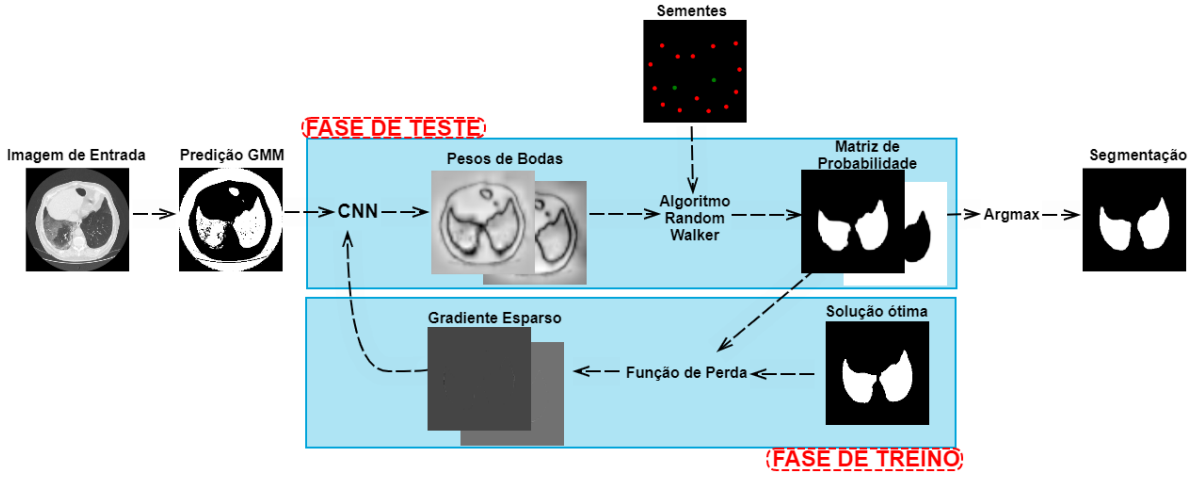 Sementes
FASE DE TESTE
Imagem de Entrada
Predição GMM
Pesos de Bodas
Matriz de
Probabilidade
Segmentação
CNN
Algoritmo
Random
Walker
Argmax
Gradiente Esparso
Solução ótima
Função de Perda
FASE DE TREINO